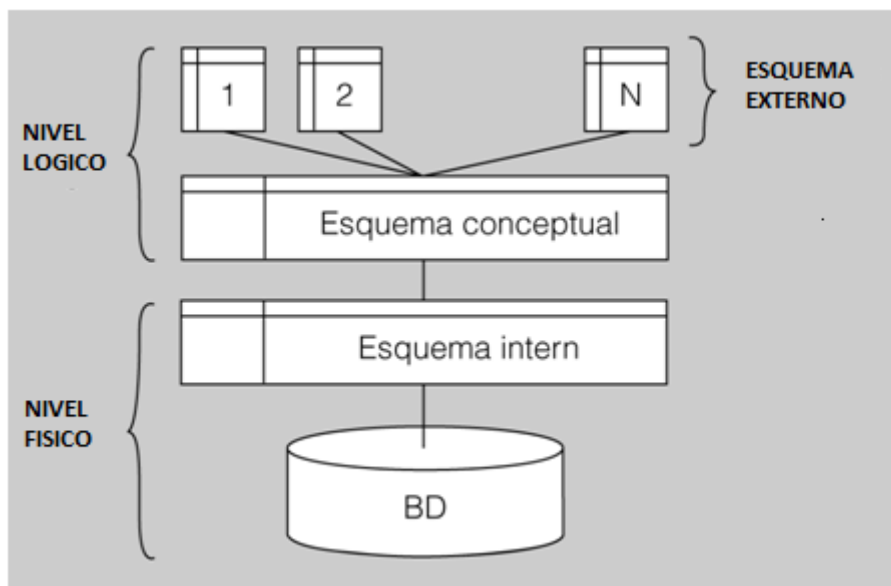 1
2
N
ESQUEMA
EXTERNO
NIVEL
LOGICO
Esquema conceptual
Esquema intern
NIVEL
FISICO
BD